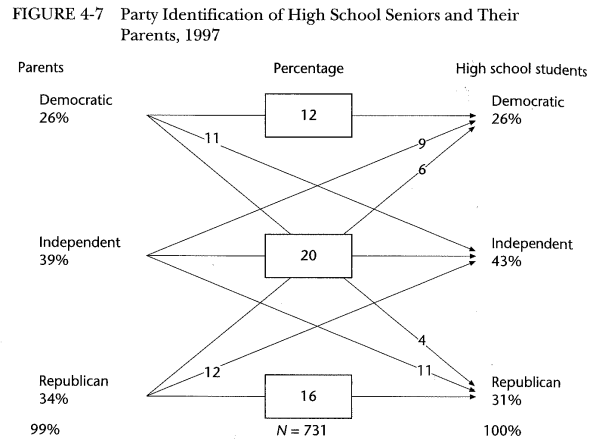 FIGURE 4-7 Party Identification of High School Seniors and Their
Parents, 1997
Parents Percentage High school students
Democratic
26%
12
Democratic
26%
11
9
6
Independent
39%
20
Independent
43%
4
12
11
Republican
34%
16
Republican
31%
99% N = 731 100%